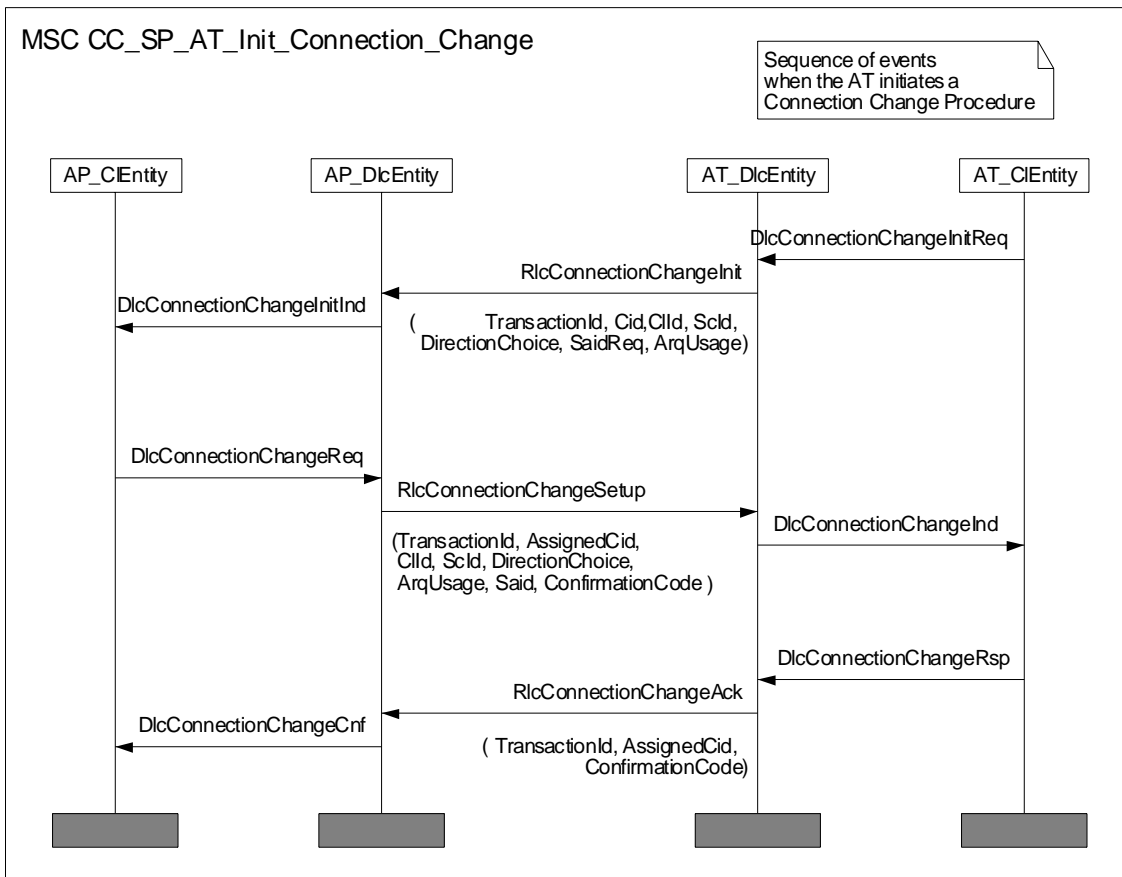 MSC CC_SP_AT_Init_Connection_Change
Sequence of events
when the AT initiates a
Connection Change Procedure
AP_ClEntity
AP_DlcEntity
AT_DlcEntity
AT_ClEntity
DlcConnectionChangeInitReq
RlcConnectionChangeInit
DlcConnectionChangeInitInd
( TransactionId, Cid,ClId, ScId,
DirectionChoice, SaidReq, ArqUsage)
DlcConnectionChangeReq
RlcConnectionChangeSetup
DlcConnectionChangeInd
(TransactionId, AssignedCid,
ClId, ScId, DirectionChoice,
ArqUsage, Said, ConfirmationCode )
DlcConnectionChangeRsp
RlcConnectionChangeAck
DlcConnectionChangeCnf
( TransactionId, AssignedCid,
ConfirmationCode)